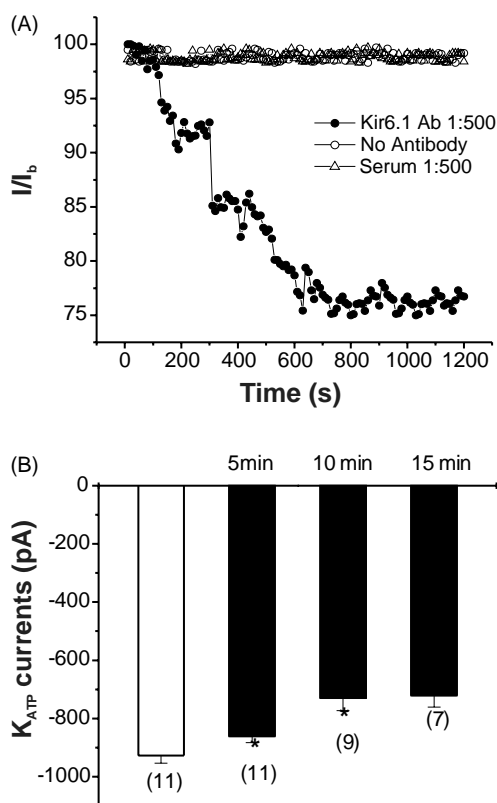 (A)
100
95
90
85
80
75
I/I_b
Kir6.1 Ab 1:500
No Antibody
Serum 1:500
0 200 400 600 800 1000 1200
Time (s)
(B)
5min 10 min 15 min
0
-200
-400
-600
-800
-1000
K_ATP currents (pA)
* *
(11) (11) (9) (7)